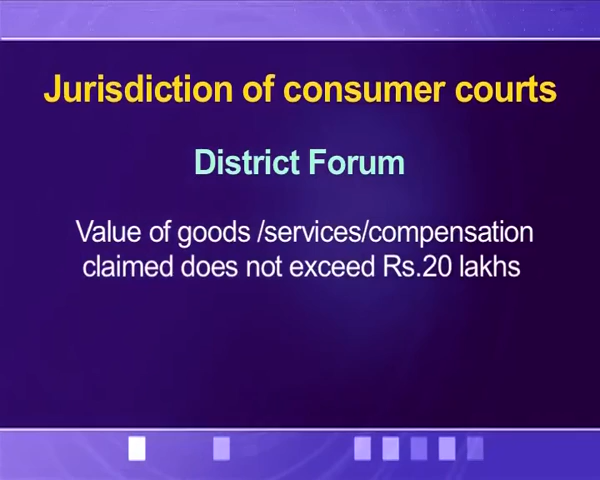 Jurisdiction of consumer courts
District Forum
Value of goods /services/compensation
claimed does not exceed Rs.20 lakhs